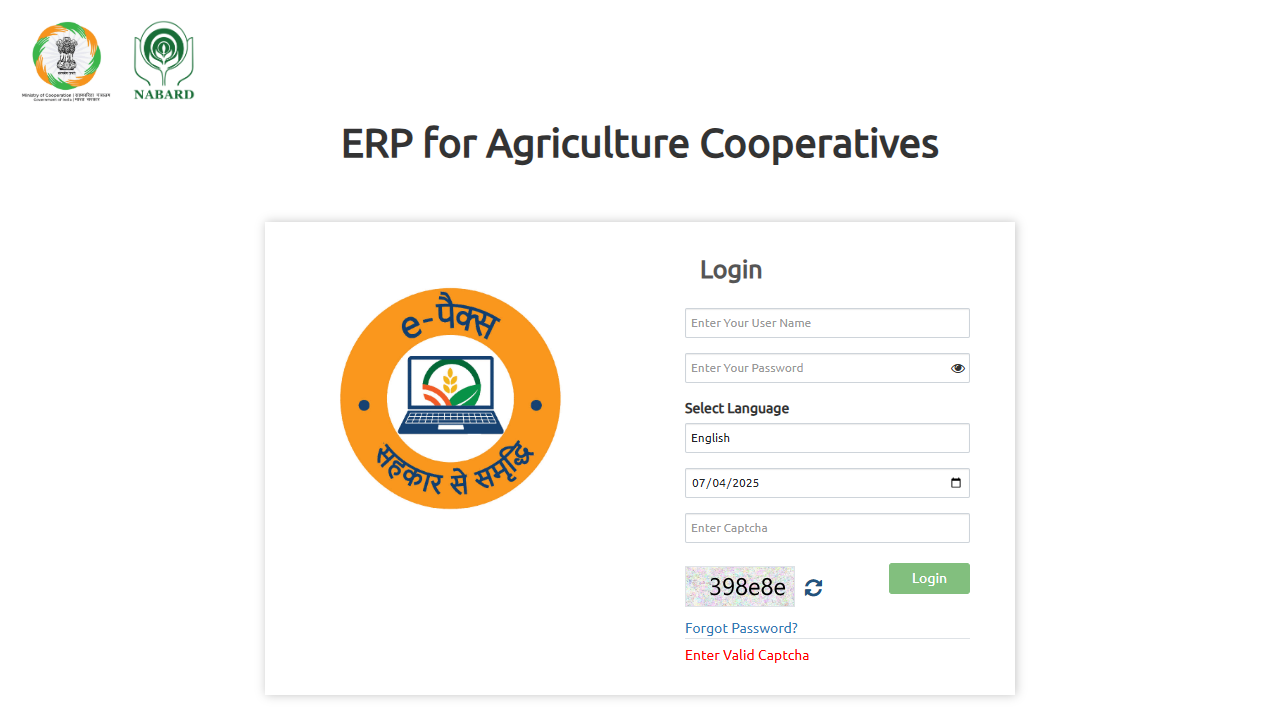 Ministry of Cooperation | सहकारिता मंत्रालय
Government of India | भारत सरकार
NABARD
ERP for Agriculture Cooperatives
Login
e-पैक्स
सहकार से समृद्धि
Enter Your User Name
Enter Your Password
Select Language
English
07/04/2025
Enter Captcha
398e8e
Login
Forgot Password?
Enter Valid Captcha